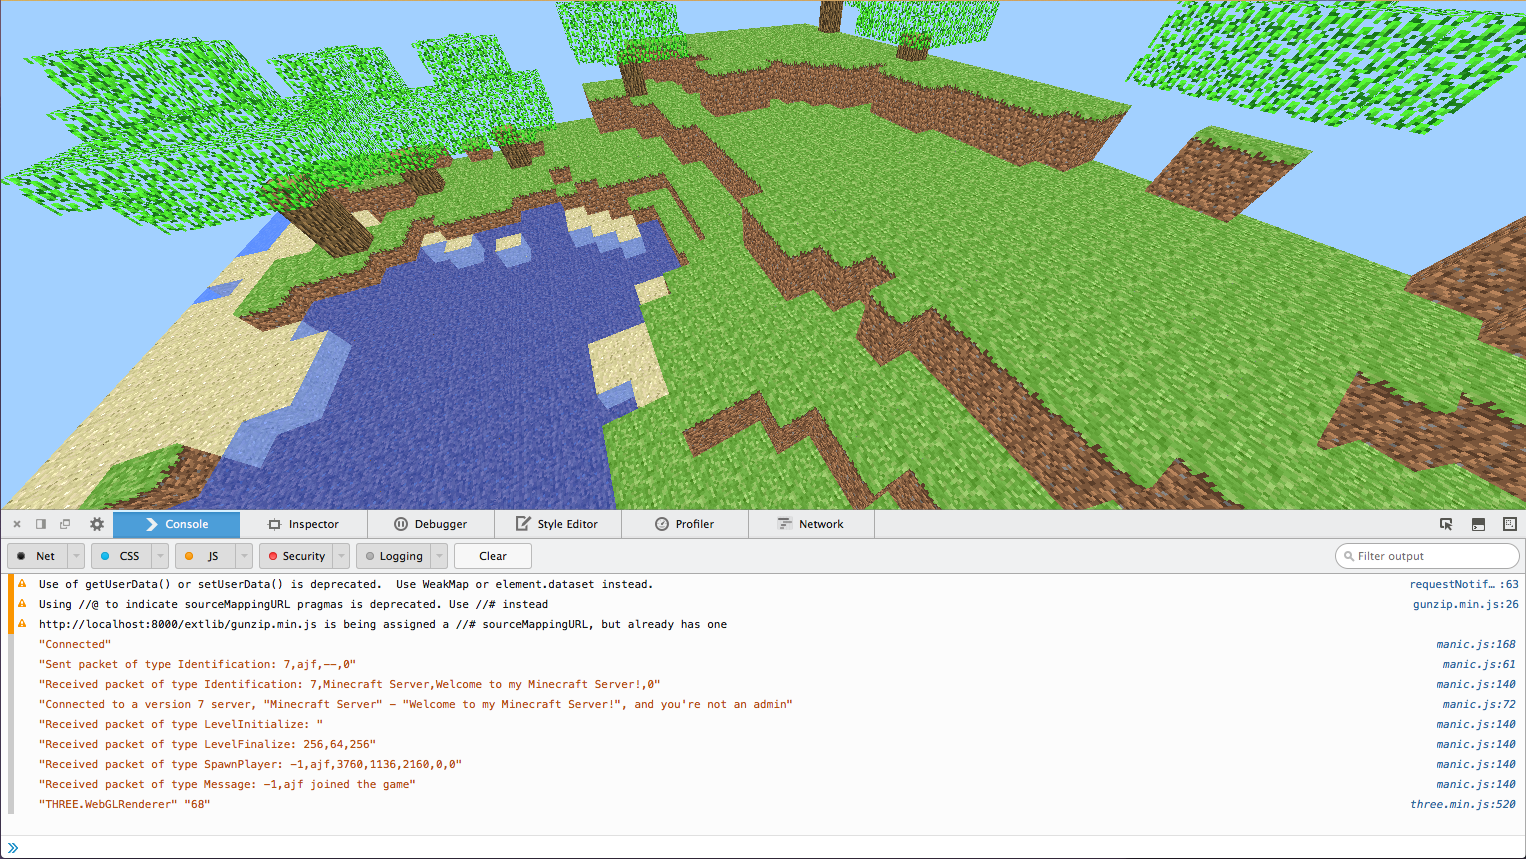 Console Inspector Debugger Style Editor Profiler Network
Net CSS JS Security Logging Clear Filter output
Use of getUserData() or setUserData() is deprecated.  Use WeakMap or element.dataset instead. requestNotif… :63
Using //@ to indicate sourceMappingURL pragmas is deprecated. Use //# instead gunzip.min.js:26
http://localhost:8000/extlib/gunzip.min.js is being assigned a //# sourceMappingURL, but already has one
"Connected" manic.js:168
"Sent packet of type Identification: 7,ajf,--,0" manic.js:61
"Received packet of type Identification: 7,Minecraft Server,Welcome to my Minecraft Server!,0" manic.js:140
"Connected to a version 7 server, "Minecraft Server" - "Welcome to my Minecraft Server!", and you're not an admin" manic.js:72
"Received packet of type LevelInitialize: " manic.js:140
"Received packet of type LevelFinalize: 256,64,256" manic.js:140
"Received packet of type SpawnPlayer: -1,ajf,3760,1136,2160,0,0" manic.js:140
"Received packet of type Message: -1,ajf joined the game" manic.js:140
"THREE.WebGLRenderer" "68" three.min.js:520